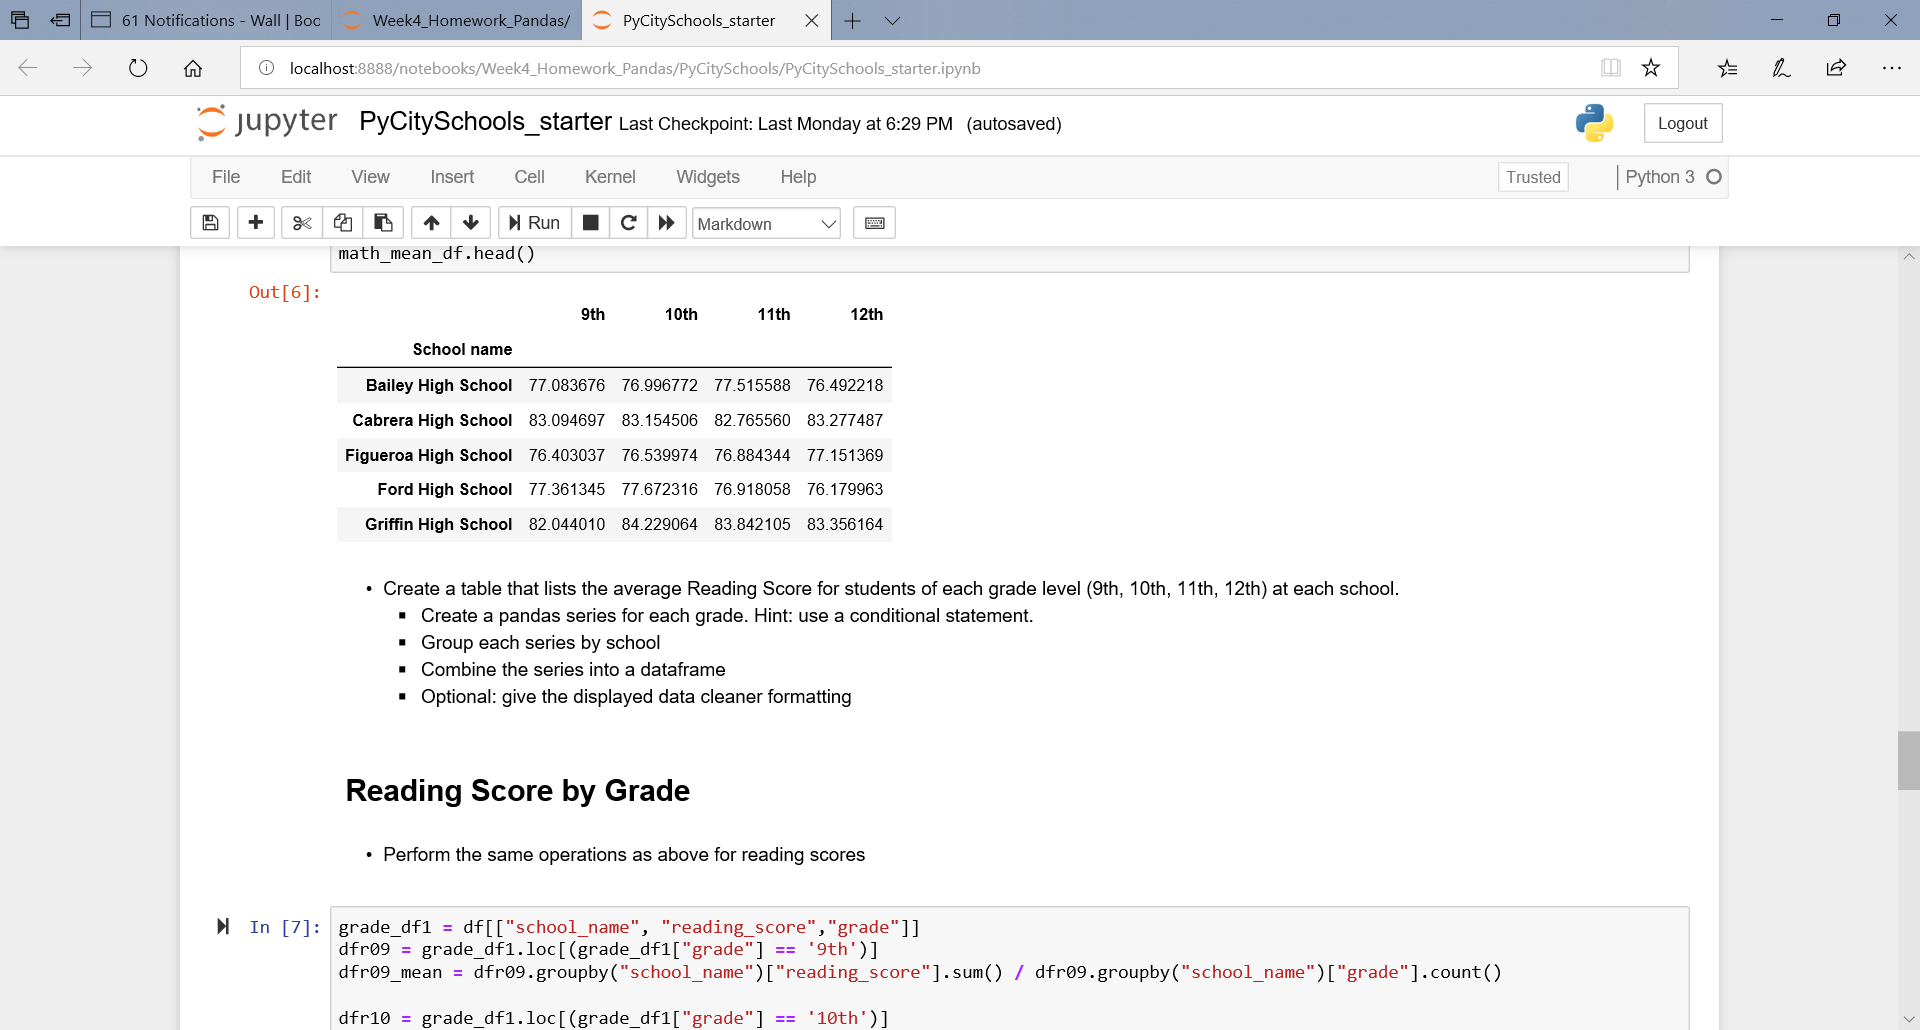 61 Notifications - Wall | Boo
Week4_Homework_Pandas/
PyCitySchools_starter
localhost:8888/notebooks/Week4_Homework_Pandas/PyCitySchools/PyCitySchools_starter.ipynb
jupyter PyCitySchools_starter Last Checkpoint: Last Monday at 6:29 PM (autosaved)
Logout
File Edit View Insert Cell Kernel Widgets Help
Trusted
Python 3
Run
Markdown
math_mean_df.head()
Out[6]:
9th 10th 11th 12th
School name
Bailey High School 77.083676 76.996772 77.515588 76.492218
Cabrera High School 83.094697 83.154506 82.765560 83.277487
Figueroa High School 76.403037 76.539974 76.884344 77.151369
Ford High School 77.361345 77.672316 76.918058 76.179963
Griffin High School 82.044010 84.229064 83.842105 83.356164
• Create a table that lists the average Reading Score for students of each grade level (9th, 10th, 11th, 12th) at each school.
▪ Create a pandas series for each grade. Hint: use a conditional statement.
▪ Group each series by school
▪ Combine the series into a dataframe
▪ Optional: give the displayed data cleaner formatting
Reading Score by Grade
• Perform the same operations as above for reading scores
In [7]:
grade_df1 = df[["school_name", "reading_score","grade"]]
dfr09 = grade_df1.loc[(grade_df1["grade"] == '9th')]
dfr09_mean = dfr09.groupby("school_name")["reading_score"].sum() / dfr09.groupby("school_name")["grade"].count()
dfr10 = grade_df1.loc[(grade_df1["grade"] == '10th')]